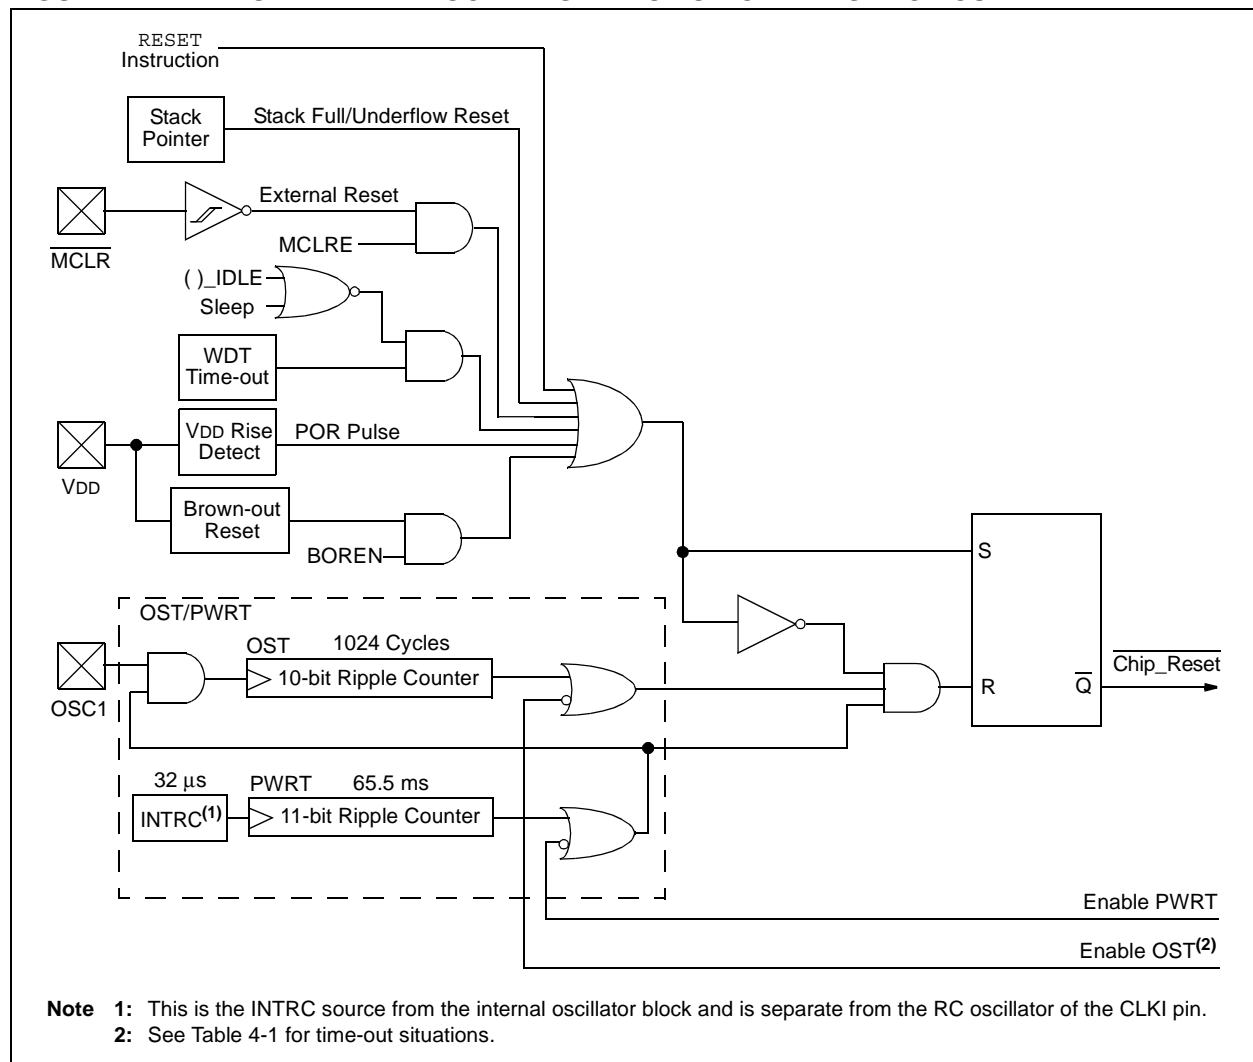 RESET
Instruction
Stack
Pointer
Stack Full/Underflow Reset
External Reset
MCLR
MCLRE
( )_IDLE
Sleep
WDT
Time-out
VDD Rise
Detect
POR Pulse
VDD
Brown-out
Reset
BOREN
S
OST/PWRT
OST 1024 Cycles
10-bit Ripple Counter
OSC1
R
Q
Chip_Reset
32 μs
PWRT 65.5 ms
INTRC(1)
11-bit Ripple Counter
Enable PWRT
Enable OST(2)
Note 1: This is the INTRC source from the internal oscillator block and is separate from the RC oscillator of the CLKI pin.
2: See Table 4-1 for time-out situations.